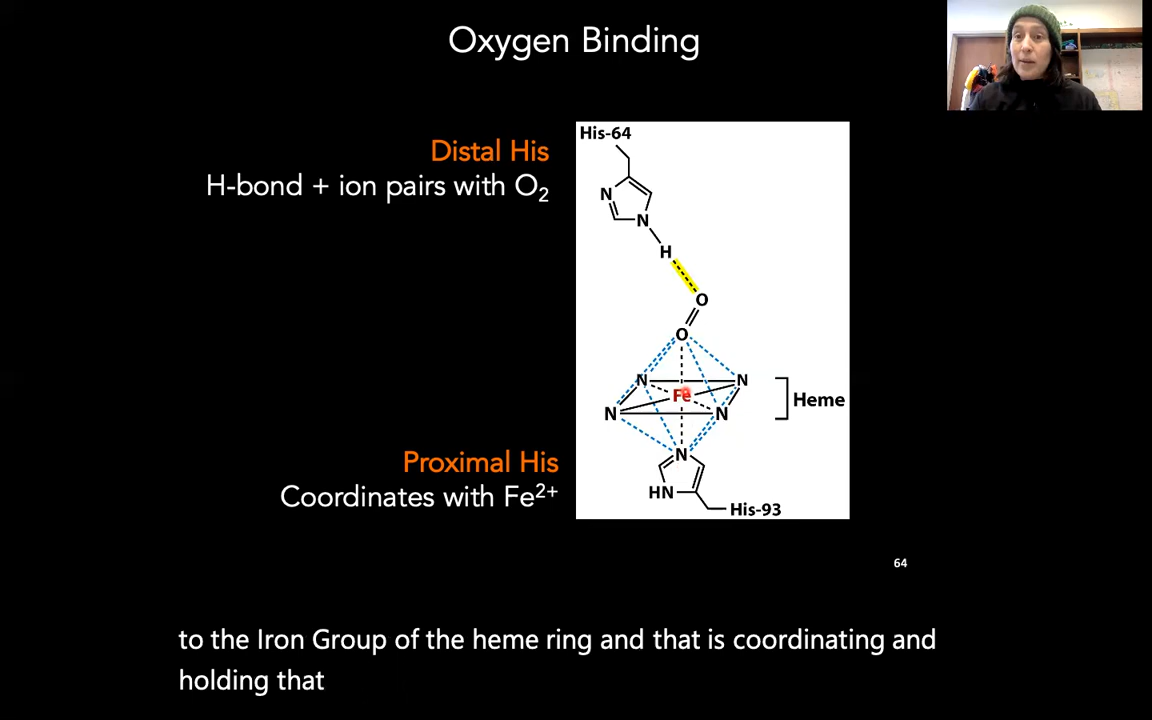 Oxygen Binding
Distal His
H-bond + ion pairs with O₂
His-64
N
N
H
O
O
N
N
Fe
N
N
Heme
Proximal His
Coordinates with Fe²⁺
N
HN
His-93
64
to the Iron Group of the heme ring and that is coordinating and
holding that